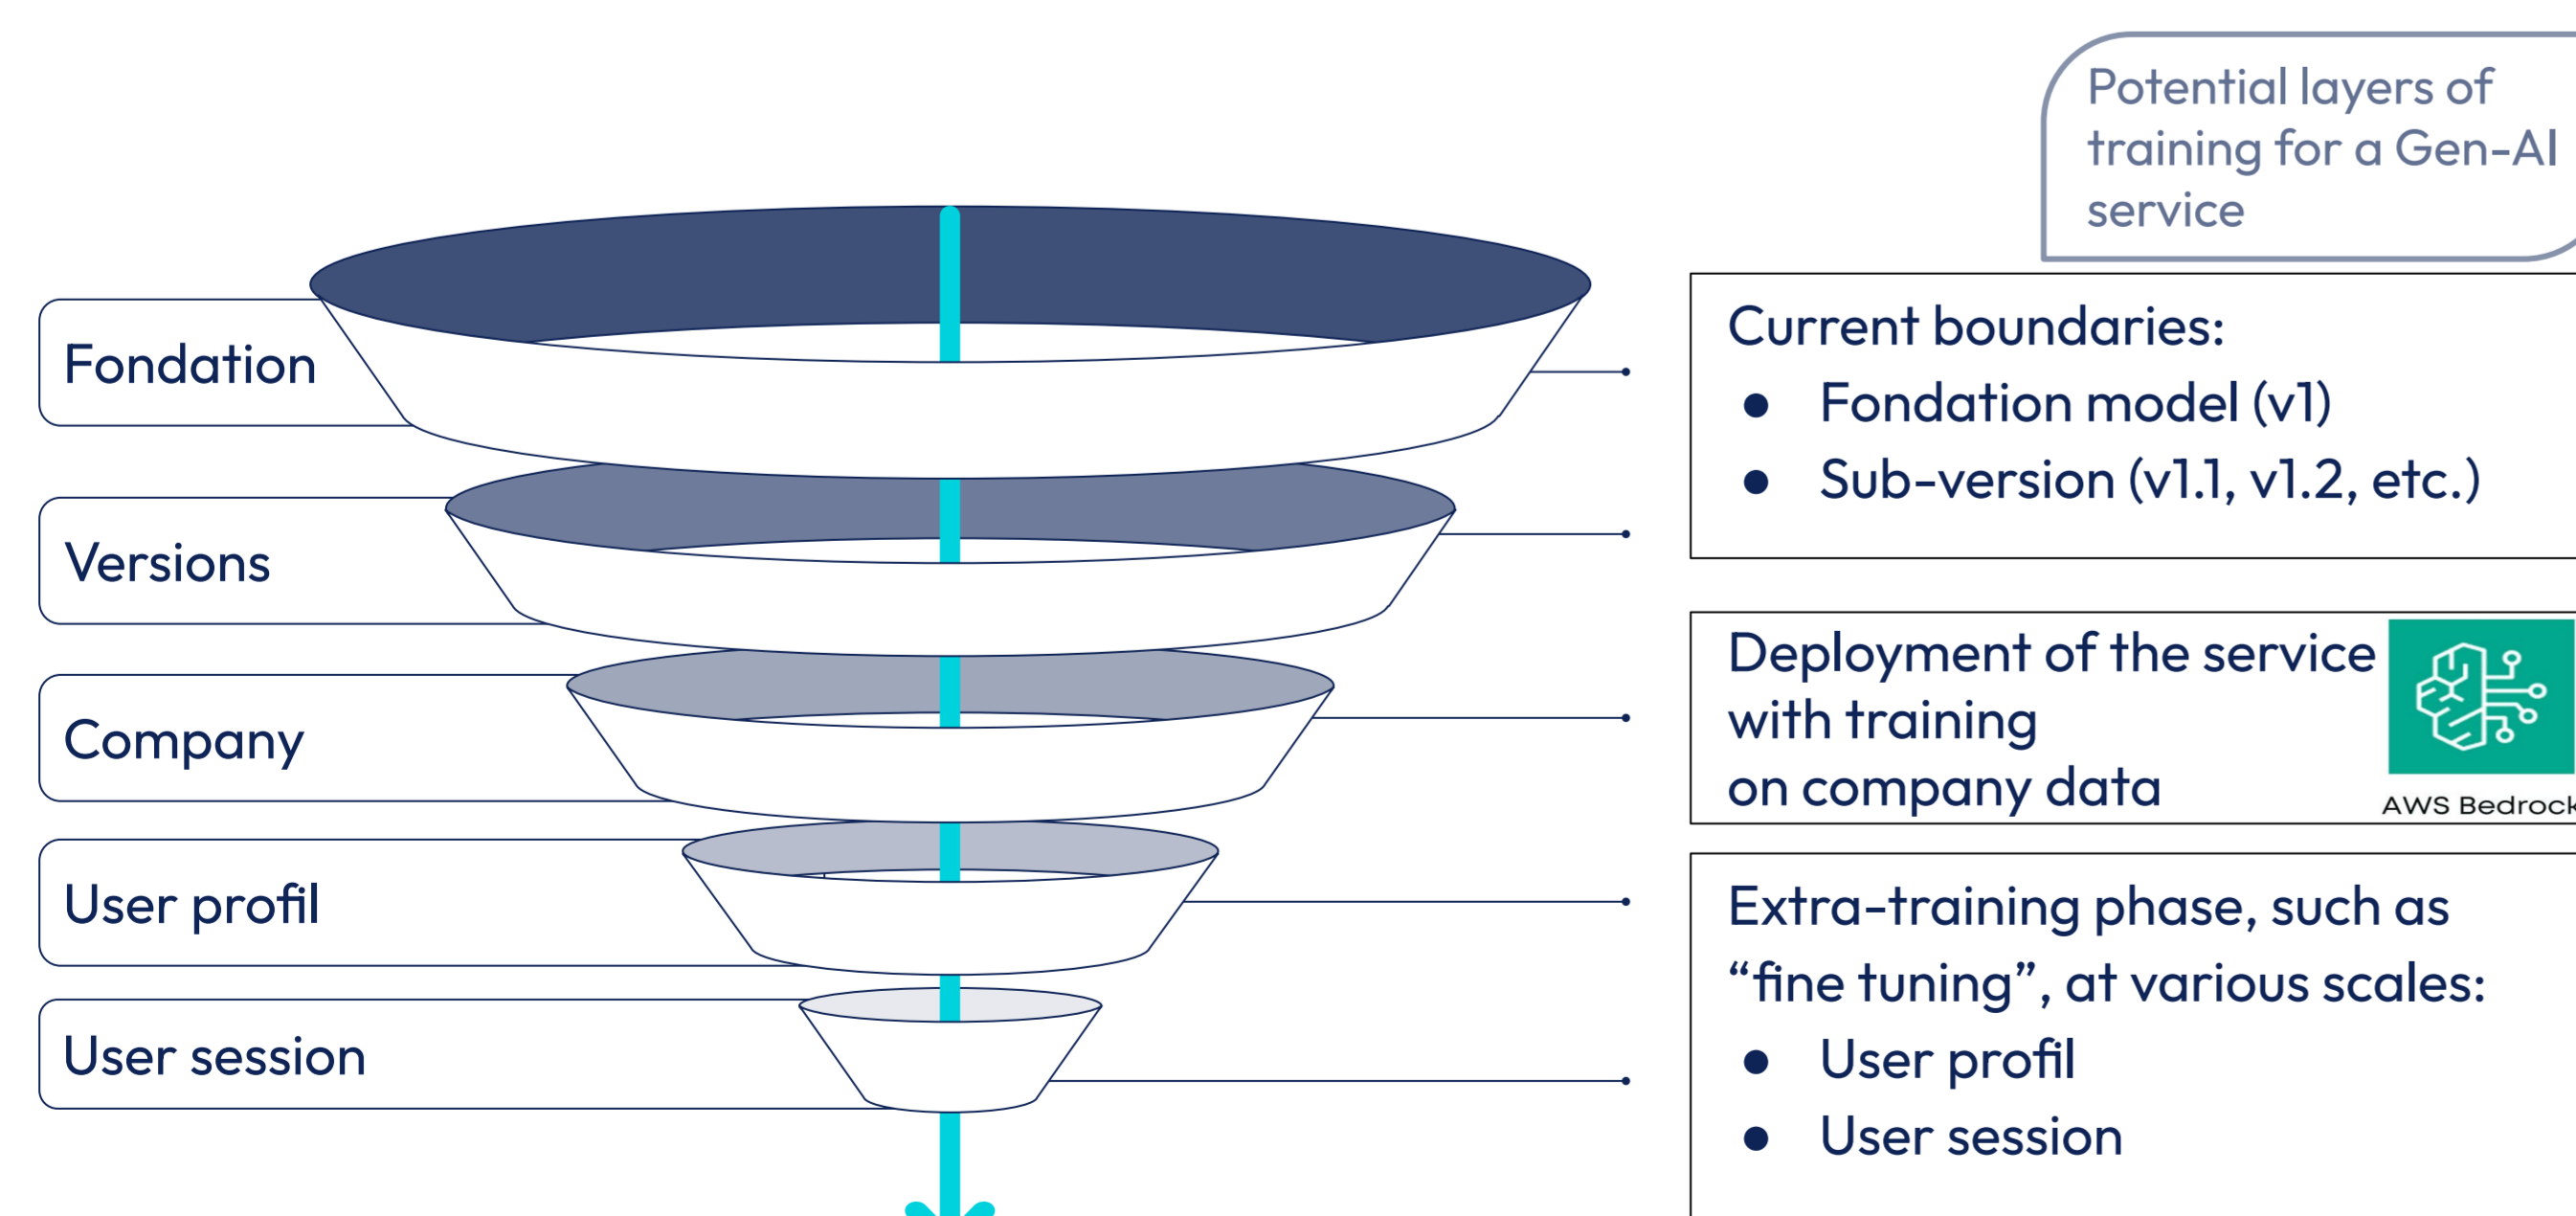 Potential layers of
training for a Gen-AI
service
Fondation
Versions
Company
User profil
User session
Current boundaries:
● Fondation model (v1)
● Sub-version (v1.1, v1.2, etc.)
Deployment of the service
with training
on company data
AWS Bedrock
Extra-training phase, such as
“fine tuning”, at various scales:
● User profil
● User session